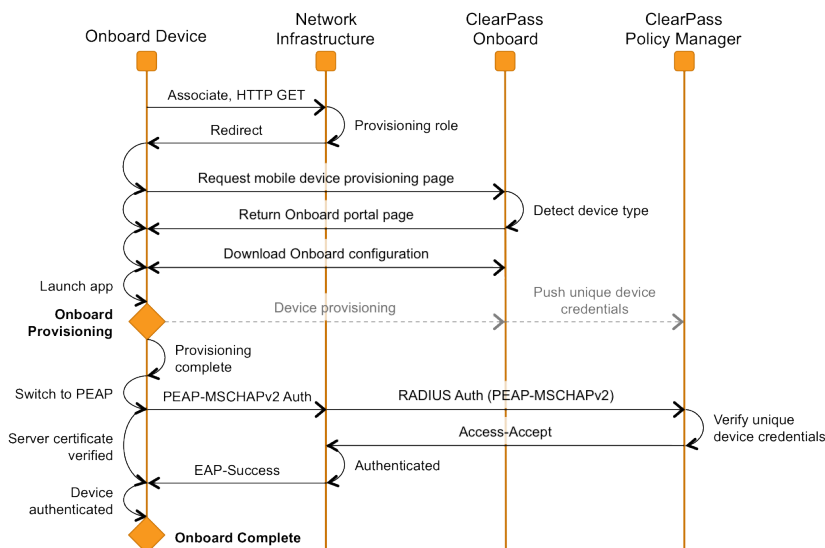 Onboard Device
Network
Infrastructure
ClearPass
Onboard
ClearPass
Policy Manager
Associate, HTTP GET
Provisioning role
Redirect
Request mobile device provisioning page
Detect device type
Return Onboard portal page
Download Onboard configuration
Launch app
Onboard
Provisioning
Device provisioning
Push unique device
credentials
Provisioning
complete
Switch to PEAP
PEAP-MSCHAPv2 Auth
RADIUS Auth (PEAP-MSCHAPv2)
Verify unique
device credentials
Access-Accept
Server certificate
verified
Authenticated
EAP-Success
Device
authenticated
Onboard Complete